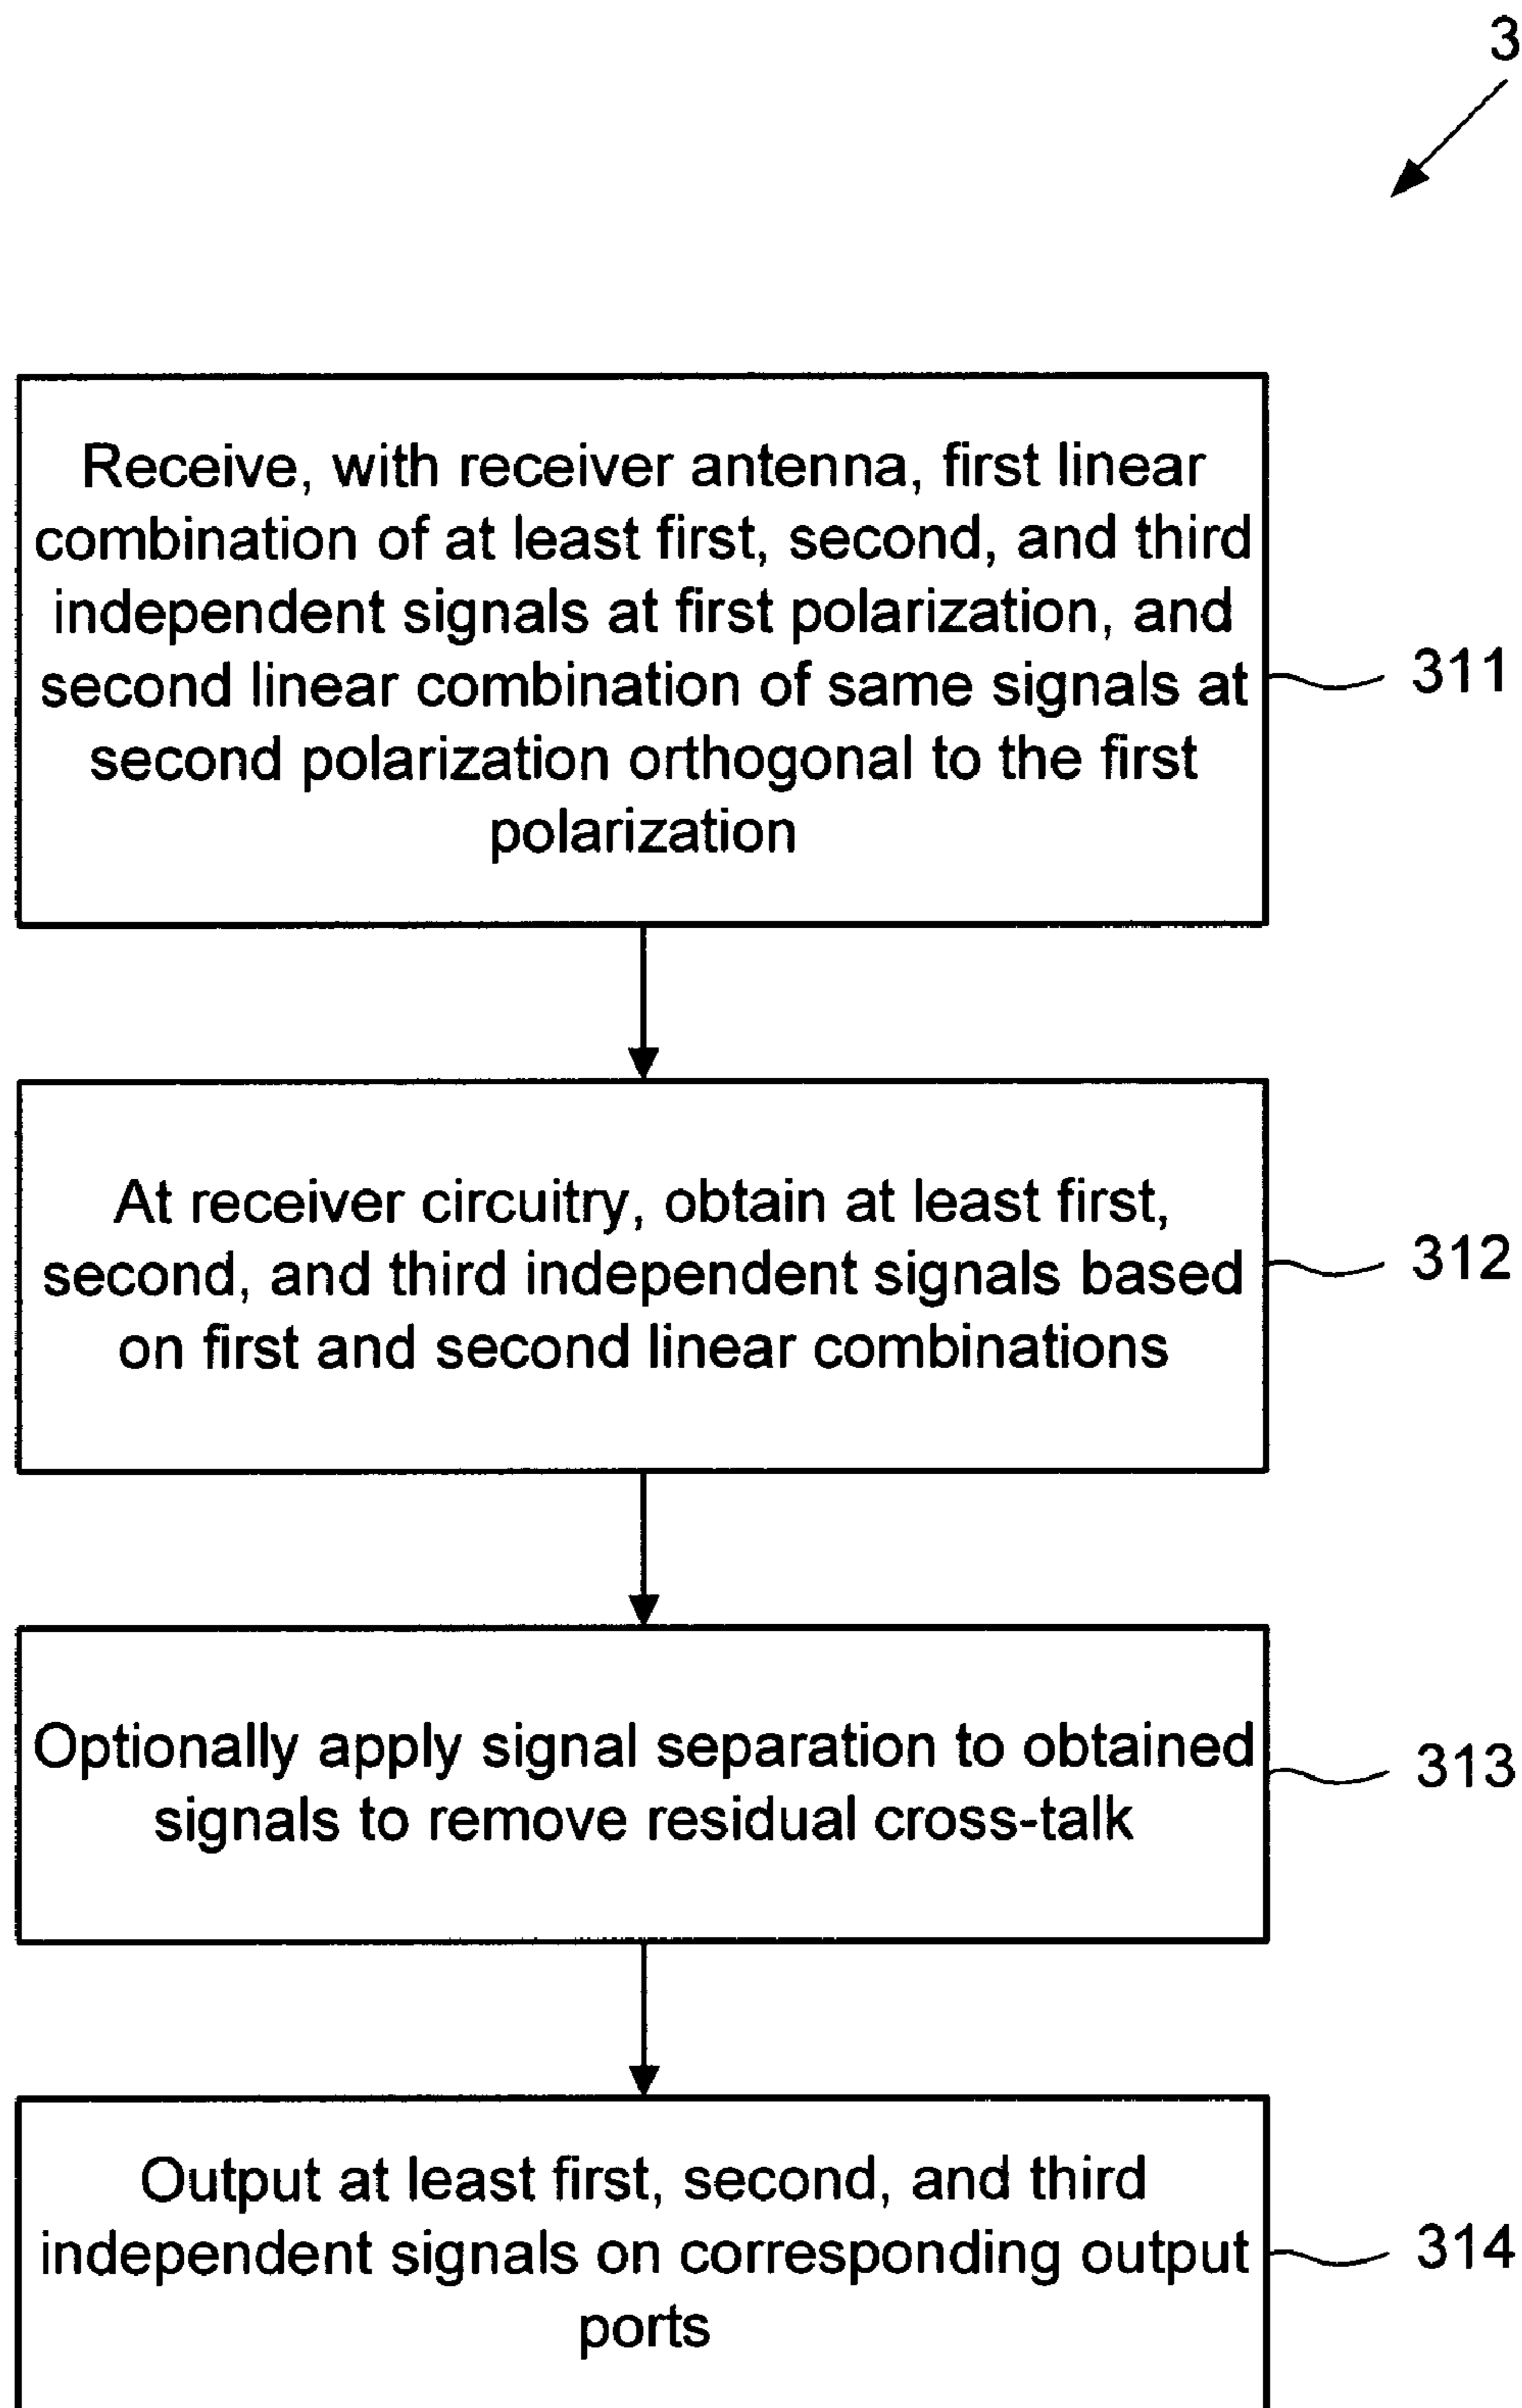 3
Receive, with receiver antenna, first linear
combination of at least first, second, and third
independent signals at first polarization, and
second linear combination of same signals at
second polarization orthogonal to the first
polarization
311
At receiver circuitry, obtain at least first,
second, and third independent signals based
on first and second linear combinations
312
Optionally apply signal separation to obtained
signals to remove residual cross-talk
313
Output at least first, second, and third
independent signals on corresponding output
ports
314